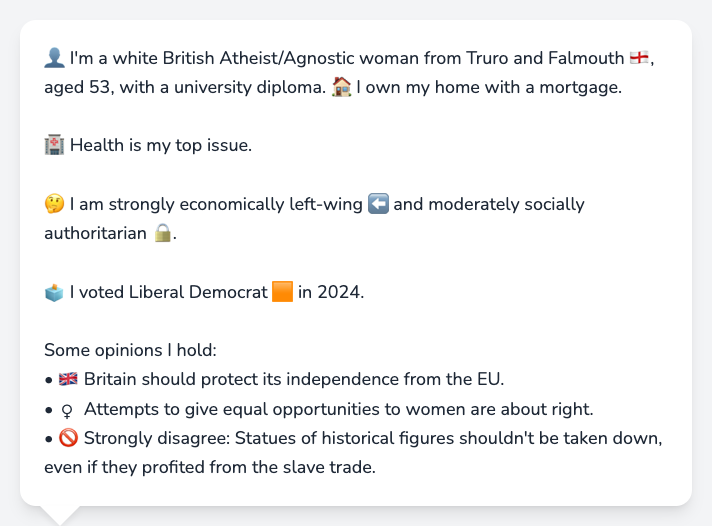 👤 I'm a white British Atheist/Agnostic woman from Truro and Falmouth 🏴󠁧󠁢󠁥󠁮󠁧󠁿,
aged 53, with a university diploma. 🏠 I own my home with a mortgage.
🏥 Health is my top issue.
🤔 I am strongly economically left-wing ⬅️ and moderately socially
authoritarian 🔒.
🗳️ I voted Liberal Democrat 🟧 in 2024.
Some opinions I hold:
• 🇬🇧 Britain should protect its independence from the EU.
• ♀ Attempts to give equal opportunities to women are about right.
• 🚫 Strongly disagree: Statues of historical figures shouldn't be taken down,
even if they profited from the slave trade.